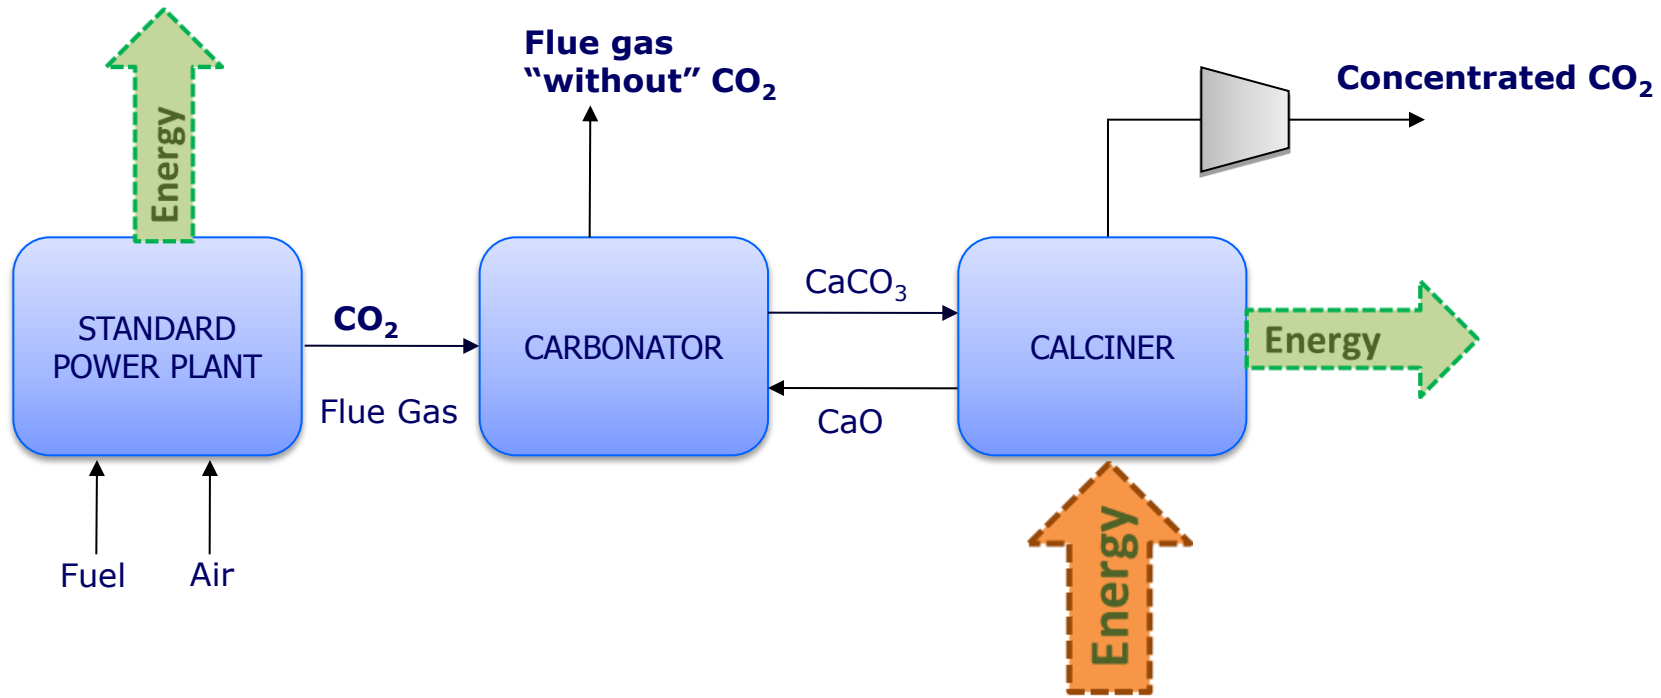 Energy
Flue gas
“without” CO₂
Concentrated CO₂
STANDARD
POWER PLANT
CO₂
Flue Gas
CARBONATOR
CaCO₃
CaO
CALCINER
Energy
Fuel
Air
Energy